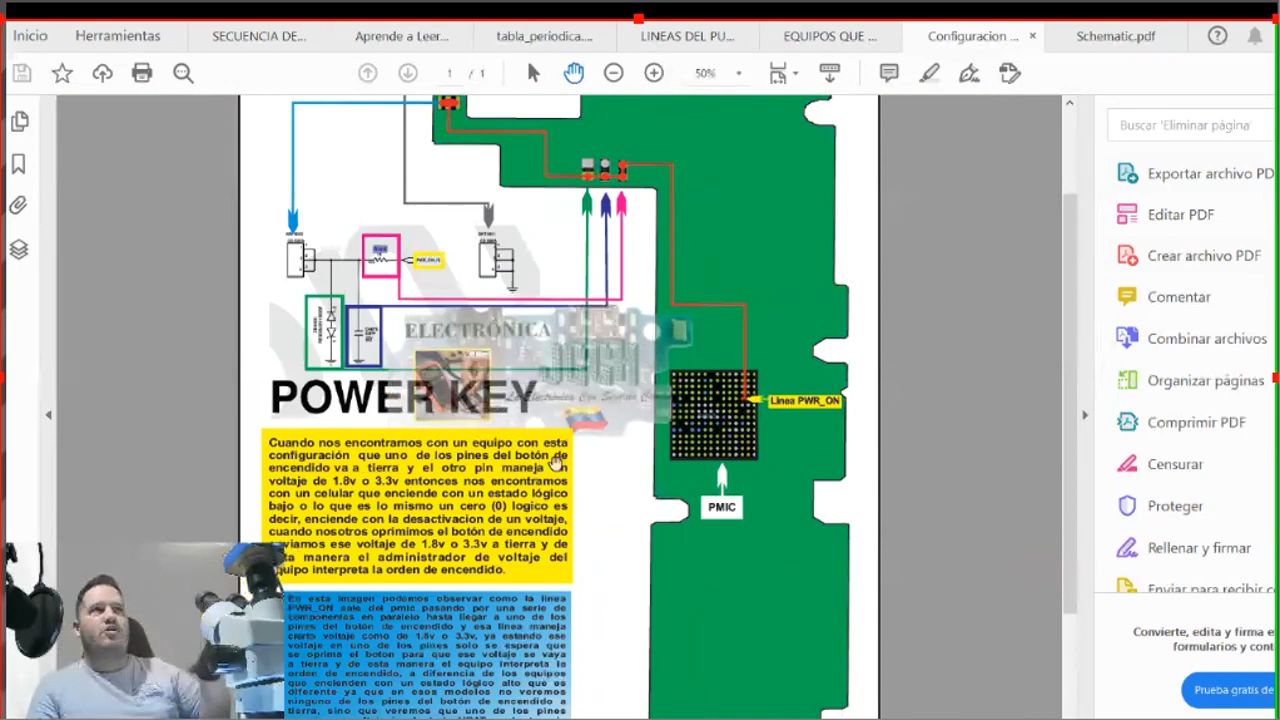 Inicio
Herramientas
SECUENCIA DE...
Aprende a Leer...
tabla_periodica....
LINEAS DEL PU...
EQUIPOS QUE ...
Configuracion ...
Schematic.pdf
1 / 1
50%
Buscar 'Eliminar página'
Exportar archivo PD
Editar PDF
Crear archivo PDF
Comentar
Combinar archivos
Organizar páginas
Comprimir PDF
Censurar
Proteger
Rellenar y firmar
Enviar para recibir c
Convierte, edita y firma e
formularios y cont
Prueba gratis de
ELECTRÓNICA
POWER KEY
Linea PWR_ON
PMIC
Cuando nos encontramos con un equipo con esta
configuración que uno de los pines del botón de
encendido va a tierra y el otro pin maneja
voltaje de 1.8v o 3.3v entonces nos encontramos
con un celular que enciende con un estado lógico
bajo o lo que es lo mismo un cero (0) logico es
decir, enciende con la desactivacion de un voltaje,
cuando nosotros oprimimos el botón de encendido
viamos ese voltaje de 1.8v o 3.3v a tierra y de
ta manera el administrador de voltaje del
quipo interpreta la orden de encendido.
En esta imagen podemos observar como la linea
PWR_ON sale del pmic pasando por una serie de
componentes en paralelo hasta llegar a uno de los
pines del botón de encendido y esa linea maneja
cierto voltaje como de 1.8v o 3.3v, ya estando ese
voltaje en uno de los pines solo se espera que
se oprima el boton para que ese voltaje se vaya
a tierra y de esta manera el equipo interpreta la
orden de encendido, a diferencia de los equipos
que encienden con un estado lógico alto que es
diferente ya que en esos modelos no veremos
ninguno de los pines del botón de encendido a
tierra, sino que veremos que uno de los pines